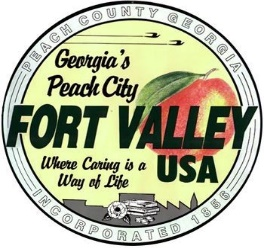 PEACH COUNTY GEORGIA
Georgia's
Peach City
FORT VALLEY
USA
Where Caring is a
Way of Life
INCORPORATED 1856